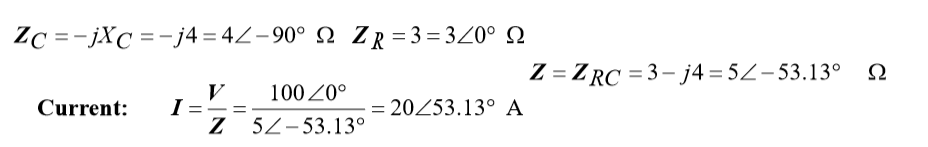 Z_C = −jX_C = −j4 = 4∠−90° Ω Z_R = 3 = 3∠0° Ω
Z = Z_RC = 3 − j4 = 5∠−53.13° Ω
Current: I = V/Z = 100∠0°/5∠−53.13° = 20∠53.13° A